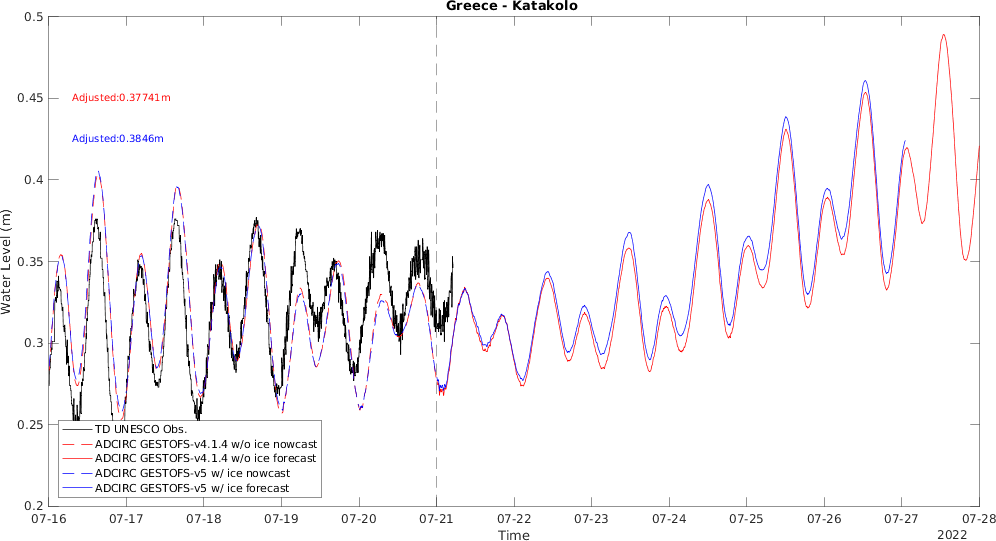 Greece - Katakolo
0.5
0.45
0.4
0.35
0.3
0.25
0.2
Water Level (m)
Adjusted:0.37741m
Adjusted:0.3846m
TD UNESCO Obs.
ADCIRC GESTOFS-v4.1.4 w/o ice nowcast
ADCIRC GESTOFS-v4.1.4 w/o ice forecast
ADCIRC GESTOFS-v5 w/ ice nowcast
ADCIRC GESTOFS-v5 w/ ice forecast
07-16 07-17 07-18 07-19 07-20 07-21 07-22 07-23 07-24 07-25 07-26 07-27 07-28
Time
2022